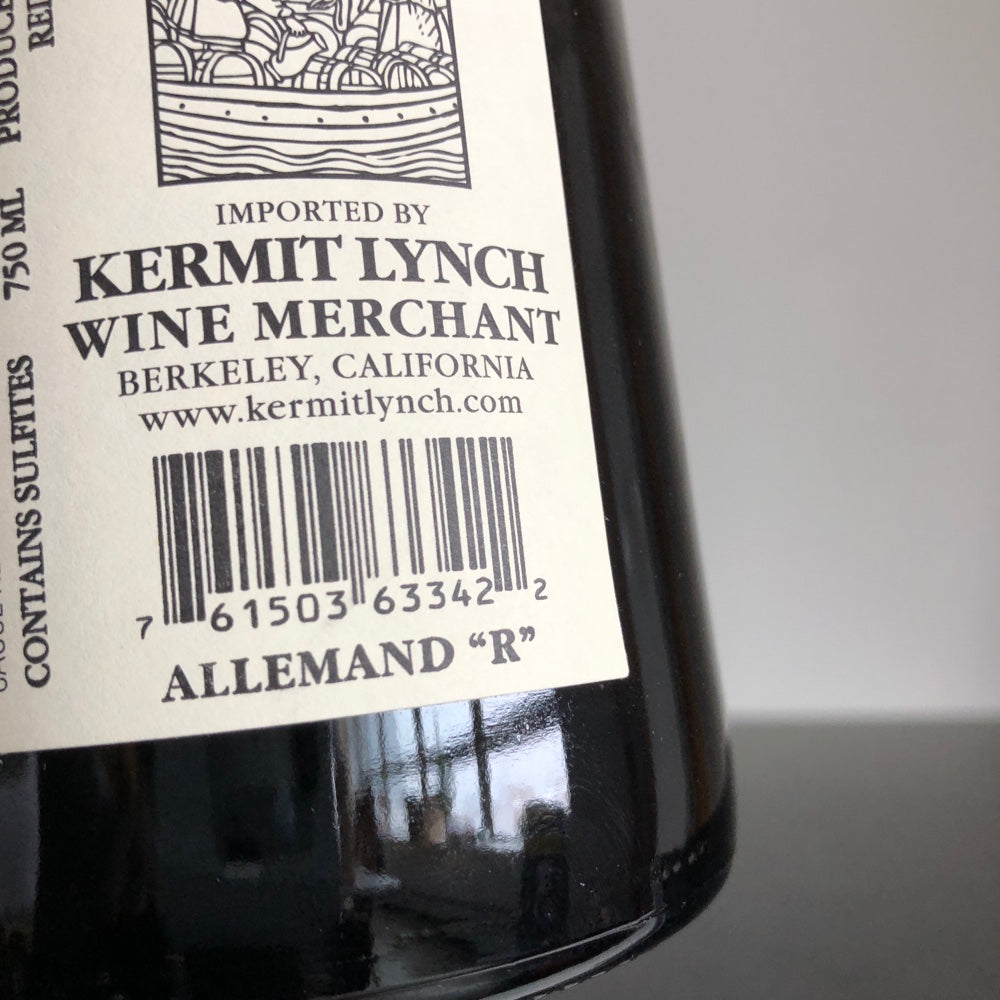 IMPORTED BY
KERMIT LYNCH
WINE MERCHANT
BERKELEY, CALIFORNIA
www.kermitlynch.com
7 61503 63342 2
ALLEMAND “R”
CONTAINS SULFITES 750 ML